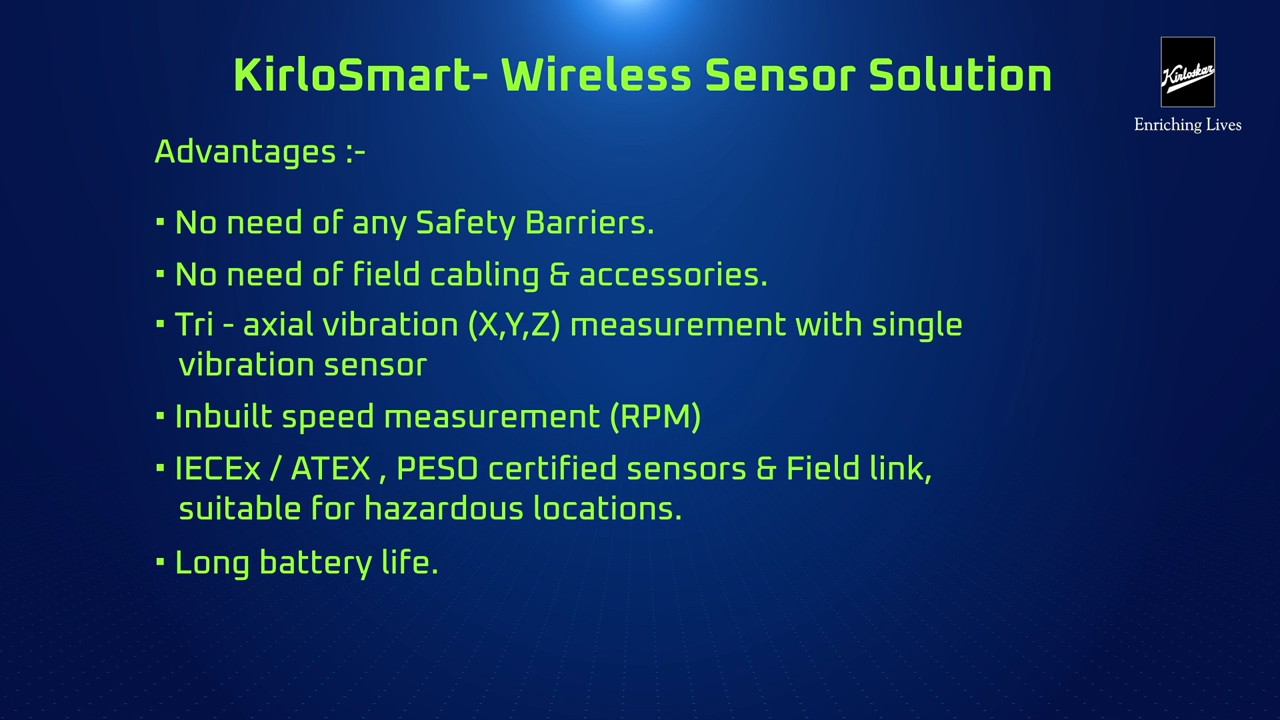 KirloSmart- Wireless Sensor Solution
Kirloskar
Enriching Lives
Advantages :-
▪ No need of any Safety Barriers.
▪ No need of field cabling & accessories.
▪ Tri - axial vibration (X,Y,Z) measurement with single
vibration sensor
▪ Inbuilt speed measurement (RPM)
▪ IECEx / ATEX , PESO certified sensors & Field link,
suitable for hazardous locations.
▪ Long battery life.